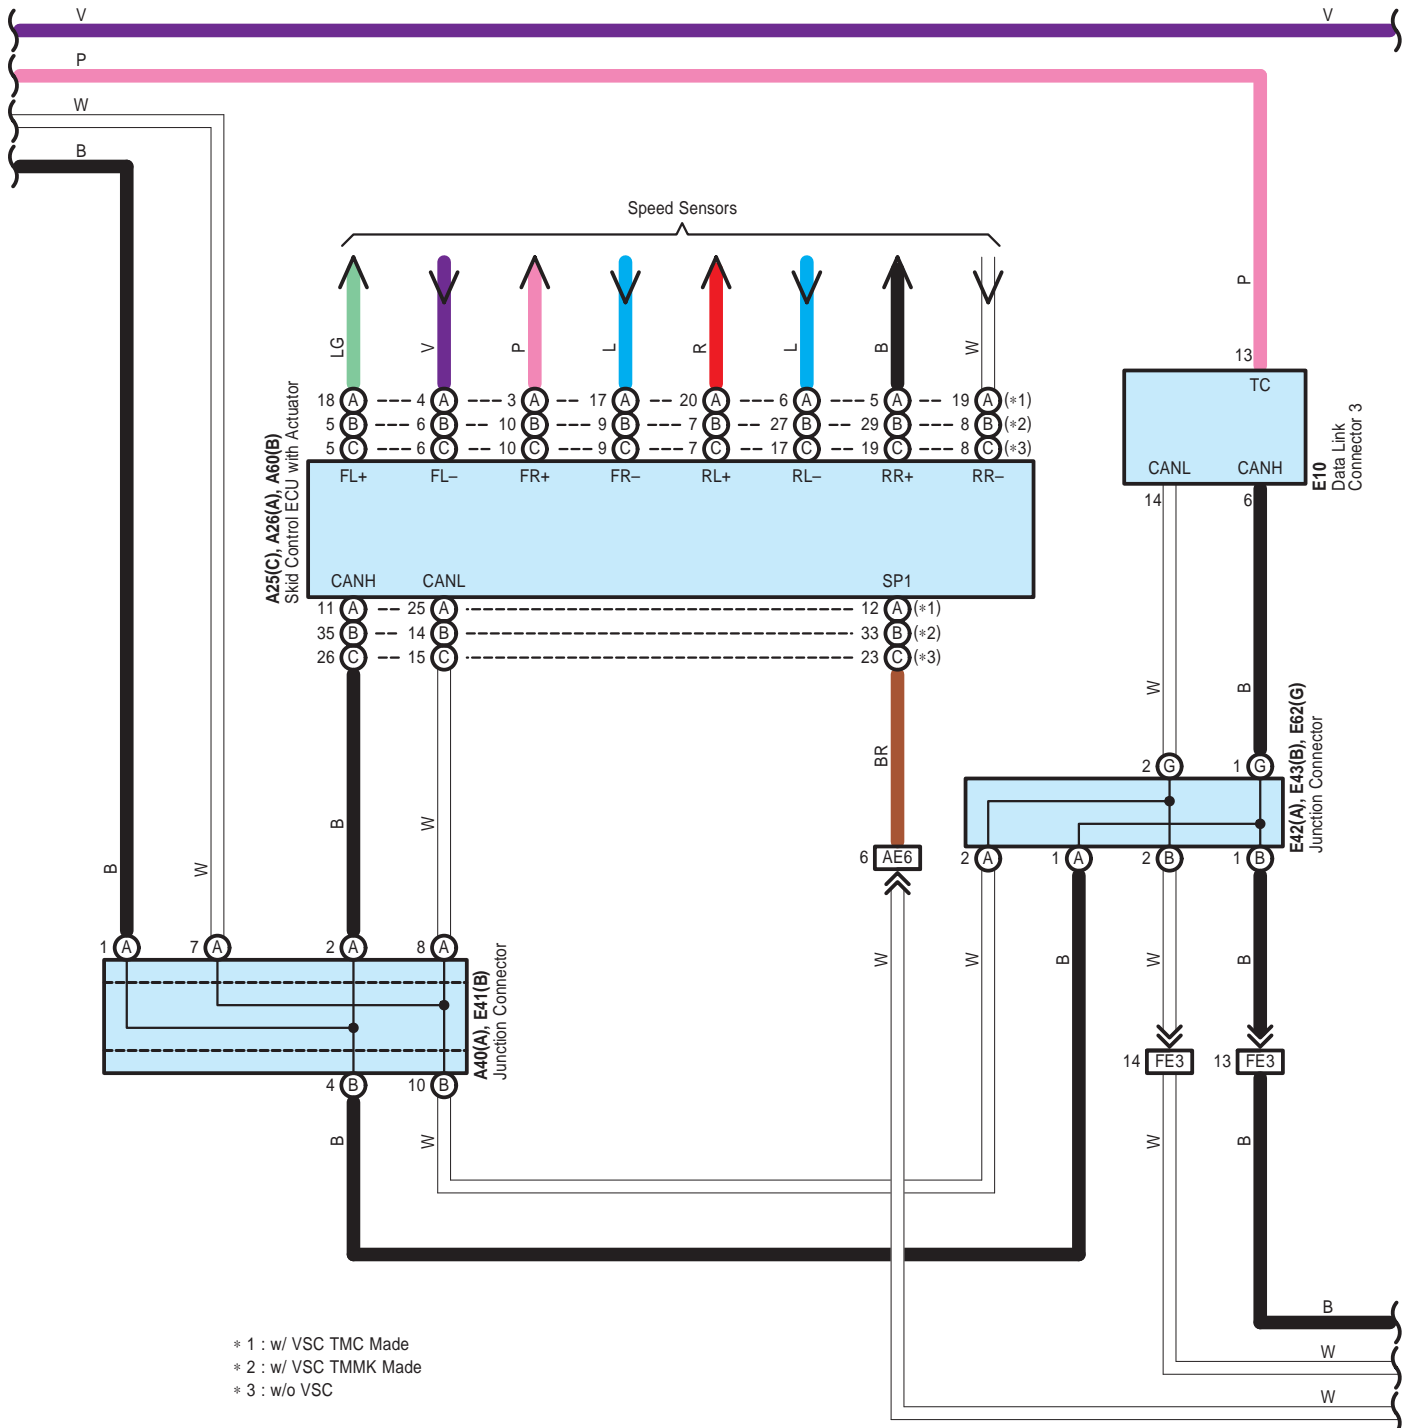 V V
P
W
B
Speed Sensors
LG V P L R L B W
P
13
TC
CANL CANH
14 6
E10
Data Link
Connector 3
18 A 4 A 3 A 17 A 20 A 6 A 5 A 19 A (*1)
5 B 6 B 10 B 9 B 7 B 27 B 29 B 8 B (*2)
5 C 6 C 10 C 9 C 7 C 17 C 19 C 8 C (*3)
FL+ FL– FR+ FR– RL+ RL– RR+ RR–
A25(C), A26(A), A60(B)
Skid Control ECU with Actuator
CANH CANL SP1
11 A 25 A 12 A (*1)
35 B 14 B 33 B (*2)
26 C 15 C 23 C (*3)
W B
BR
2 G 1 G
E42(A), E43(B), E62(G)
Junction Connector
B W
6 AE6 2 A 1 A 2 B 1 B
B W
1 A 7 A 2 A 8 A
W W B W B
A40(A), E41(B)
Junction Connector
14 FE3 13 FE3
4 B 10 B
B W W B
B
W
W
* 1 : w/ VSC TMC Made
* 2 : w/ VSC TMMK Made
* 3 : w/o VSC